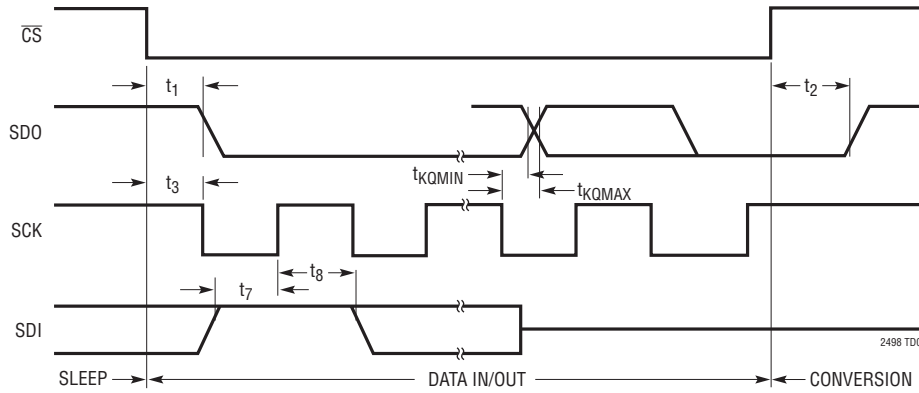 CS
t1
t2
SDO
tKQMIN
tKQMAX
t3
SCK
t8
t7
SDI
2498 TD0
SLEEP
DATA IN/OUT
CONVERSION